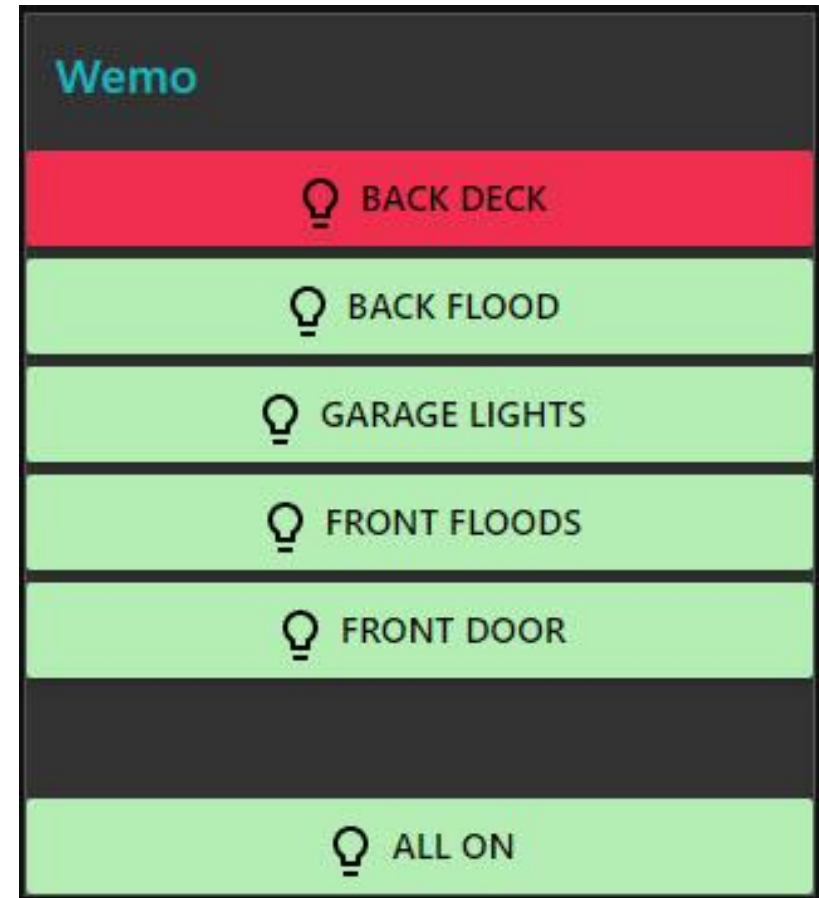 Wemo
BACK DECK
BACK FLOOD
GARAGE LIGHTS
FRONT FLOODS
FRONT DOOR
ALL ON